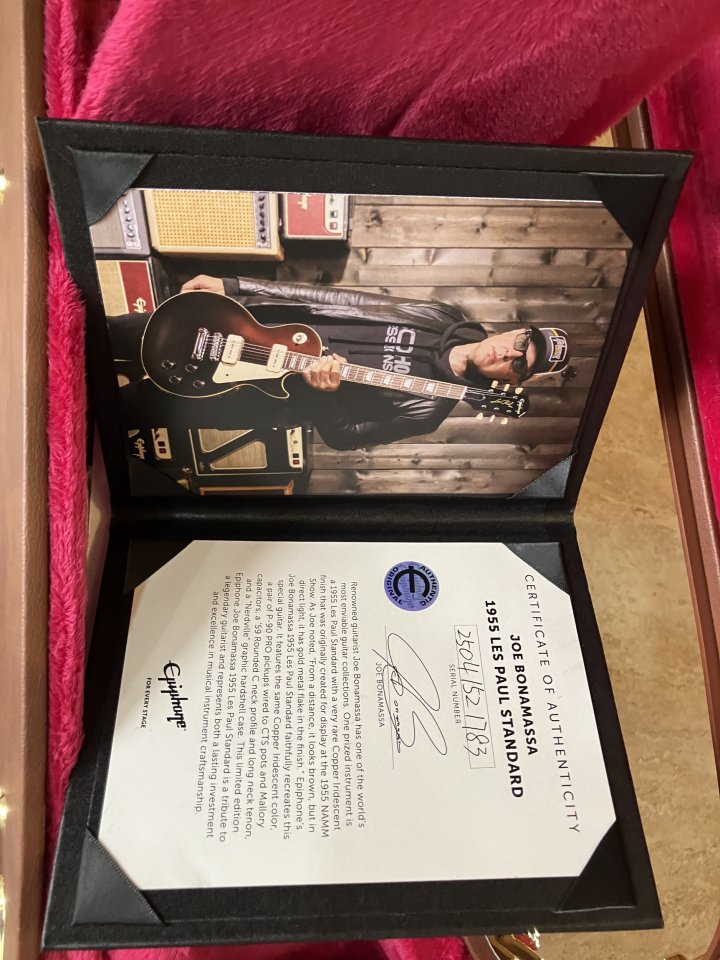 CERTIFICATE OF AUTHENTICITY
JOE BONAMASSA
1955 LES PAUL STANDARD
25041521783
SERIAL NUMBER
JOE BONAMASSA
AUTHENTIC
ORIGINAL
Renowned guitarist Joe Bonamassa has one of the world's
most enviable guitar collections. One prized instrument is
a 1955 Les Paul Standard with a very rare Copper Iridescent
finish that was originally created for display at the 1955 NAMM
Show. As Joe noted, "From a distance, it looks brown, but in
direct light, it has gold metal flake in the finish." Epiphone's
Joe Bonamassa 1955 Les Paul Standard faithfully recreates this
special guitar. It features the same Copper Iridescent color,
a pair of P-90 PRO pickups wired to CTS pots and Mallory
capacitors, a '59 Rounded C neck profile and long neck tenon,
and a "Nerdville" graphic hardshell case. This limited edition
Epiphone Joe Bonamassa 1955 Les Paul Standard is a tribute to
a legendary guitarist and represents both a lasting investment
and excellence in musical instrument craftsmanship.
Epiphone
FOR EVERY STAGE